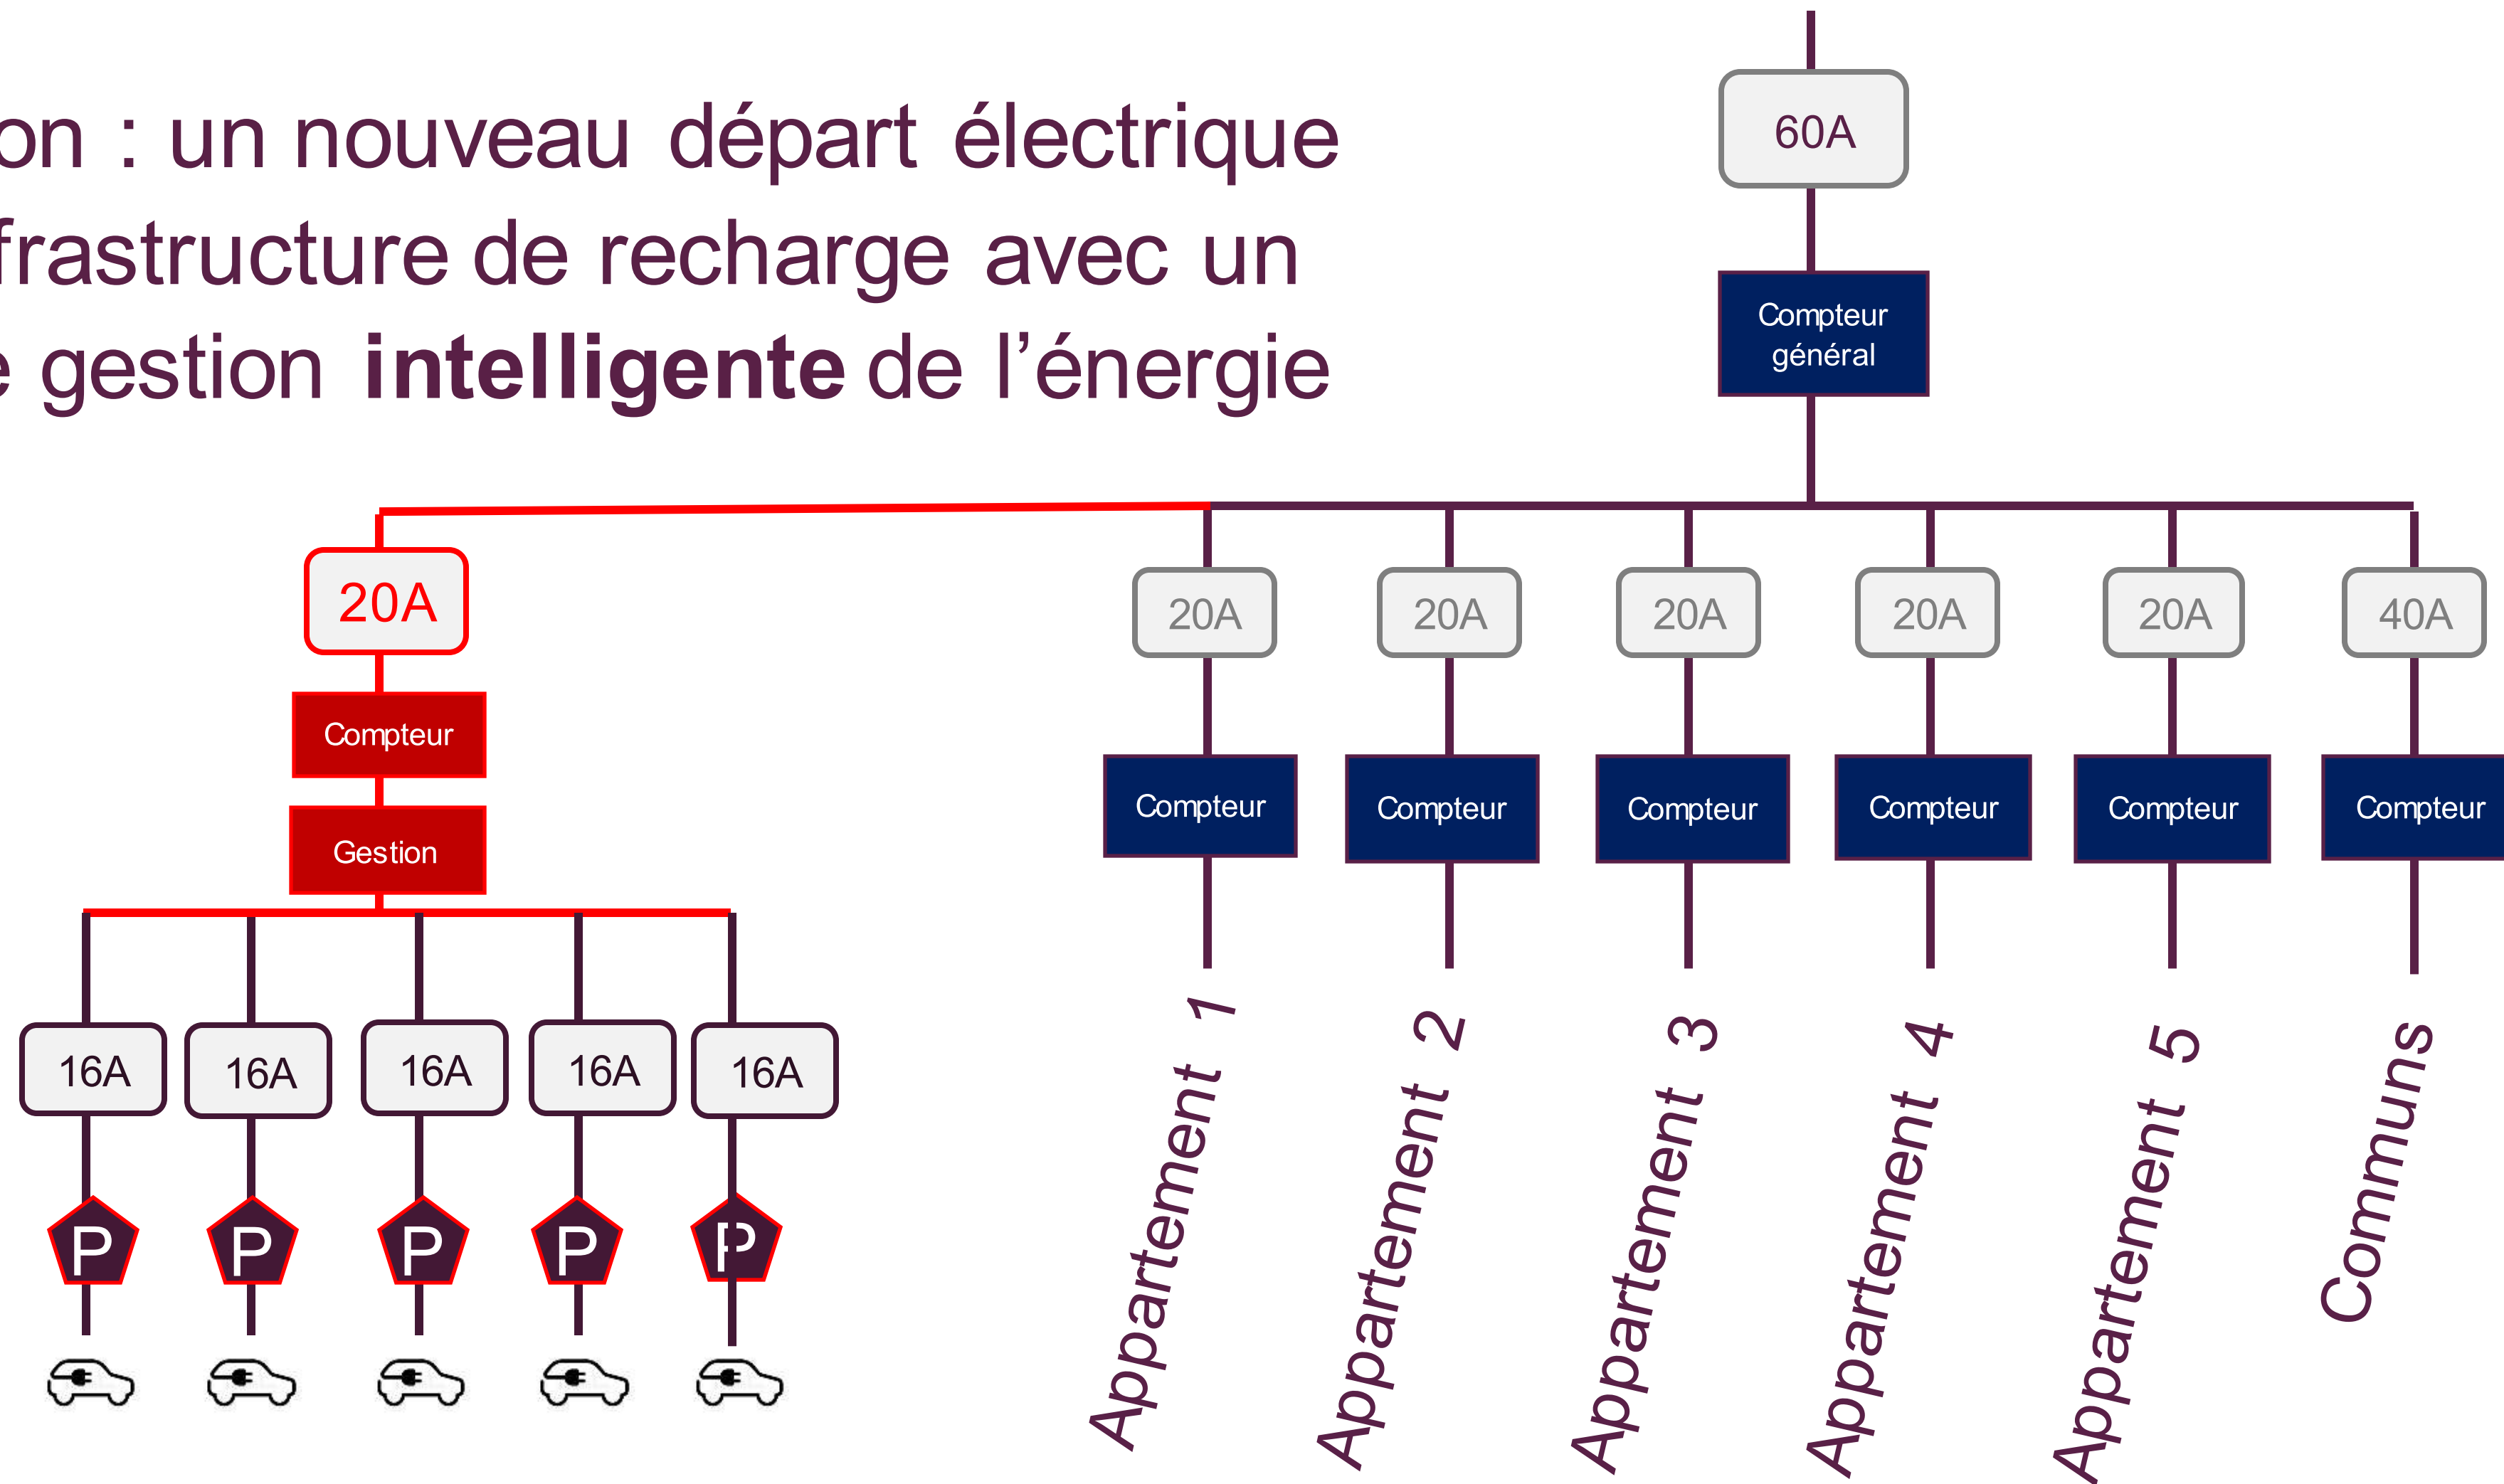 on : un nouveau départ électrique
frastructure de recharge avec un
e gestion intelligente de l’énergie
60A
Compteur
général
20A
20A
20A
20A
20A
20A
40A
Compteur
Gestion
Compteur
Compteur
Compteur
Compteur
Compteur
Compteur
16A
16A
16A
16A
16A
P
P
P
P
P
Appartement 1
Appartement 2
Appartement 3
Appartement 4
Appartement 5
Communs